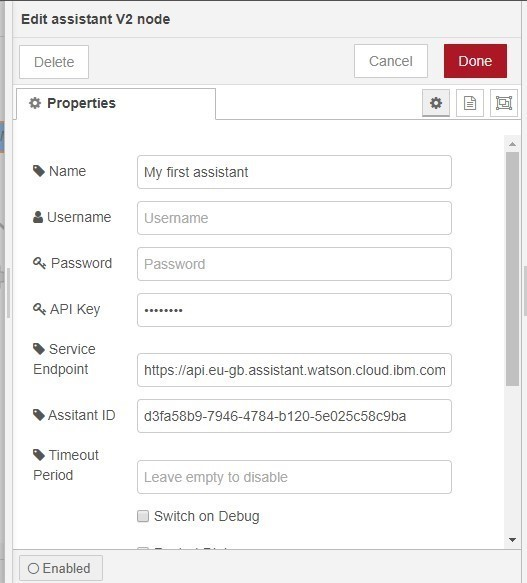 Edit assistant V2 node
Delete
Cancel
Done
Properties
Name
My first assistant
Username
Username
Password
Password
API Key
••••••••
Service
Endpoint
https://api.eu-gb.assistant.watson.cloud.ibm.com
Assitant ID
d3fa58b9-7946-4784-b120-5e025c58c9ba
Timeout
Period
Leave empty to disable
Switch on Debug
Enabled